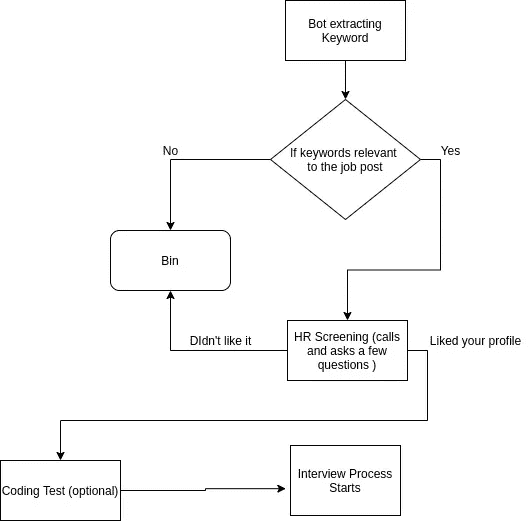 Bot extracting
Keyword
If keywords relevant
to the job post
No
Yes
Bin
DIdn't like it
HR Screening (calls
and asks a few
questions )
Liked your profile
Coding Test (optional)
Interview Process
Starts